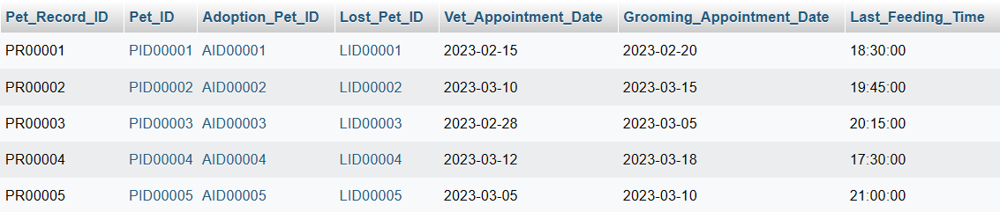 Pet_Record_ID Pet_ID Adoption_Pet_ID Lost_Pet_ID Vet_Appointment_Date Grooming_Appointment_Date Last_Feeding_Time
PR00001 PID00001 AID00001 LID00001 2023-02-15 2023-02-20 18:30:00
PR00002 PID00002 AID00002 LID00002 2023-03-10 2023-03-15 19:45:00
PR00003 PID00003 AID00003 LID00003 2023-02-28 2023-03-05 20:15:00
PR00004 PID00004 AID00004 LID00004 2023-03-12 2023-03-18 17:30:00
PR00005 PID00005 AID00005 LID00005 2023-03-05 2023-03-10 21:00:00